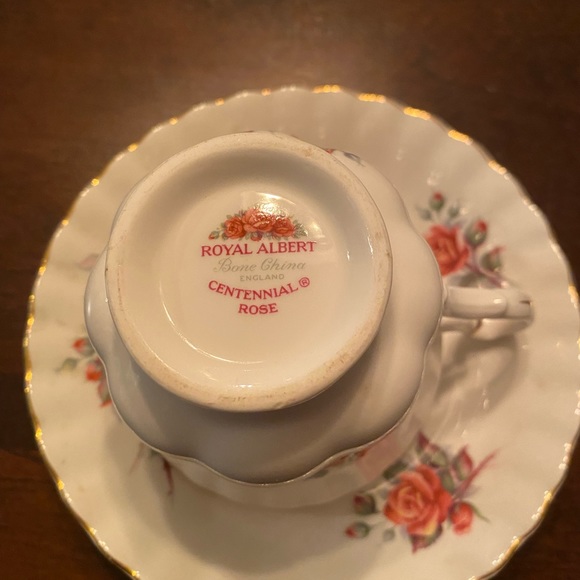 ROYAL ALBERT
Bone China
ENGLAND
CENTENNIAL®
ROSE